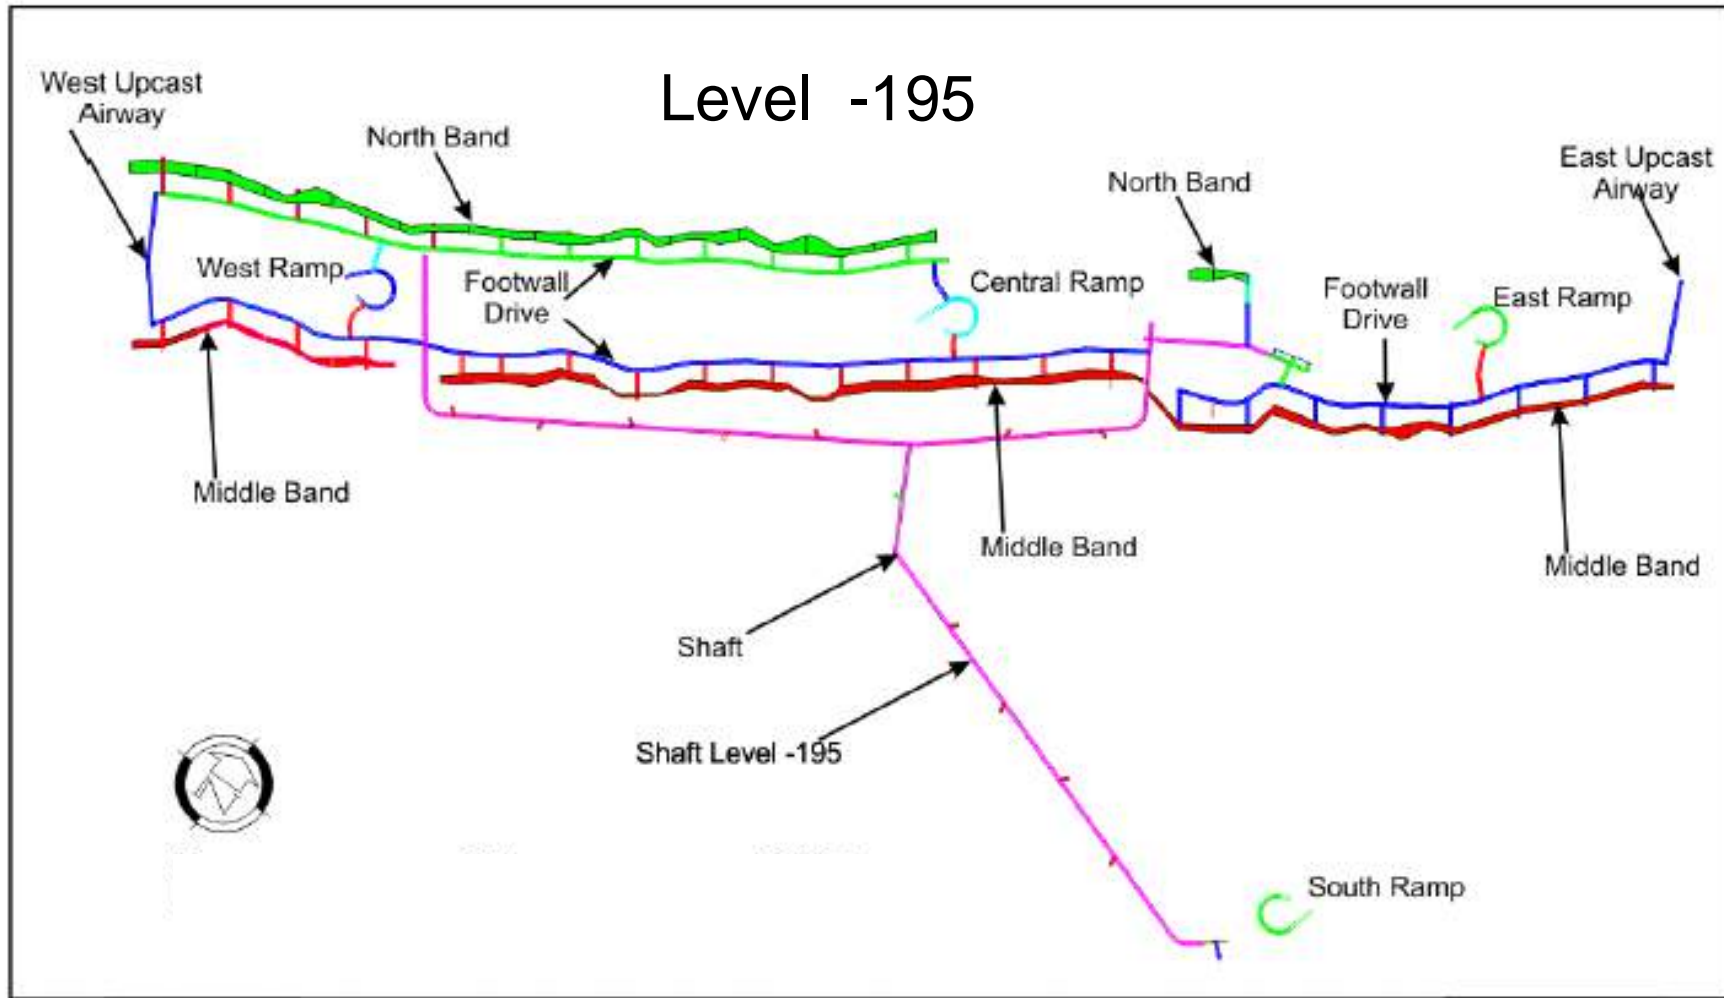 Level -195
West Upcast
Airway
North Band
East Upcast
Airway
North Band
West Ramp
Footwall
Drive
Central Ramp
Footwall
Drive
East Ramp
Middle Band
Middle Band
Middle Band
Shaft
Shaft Level -195
South Ramp